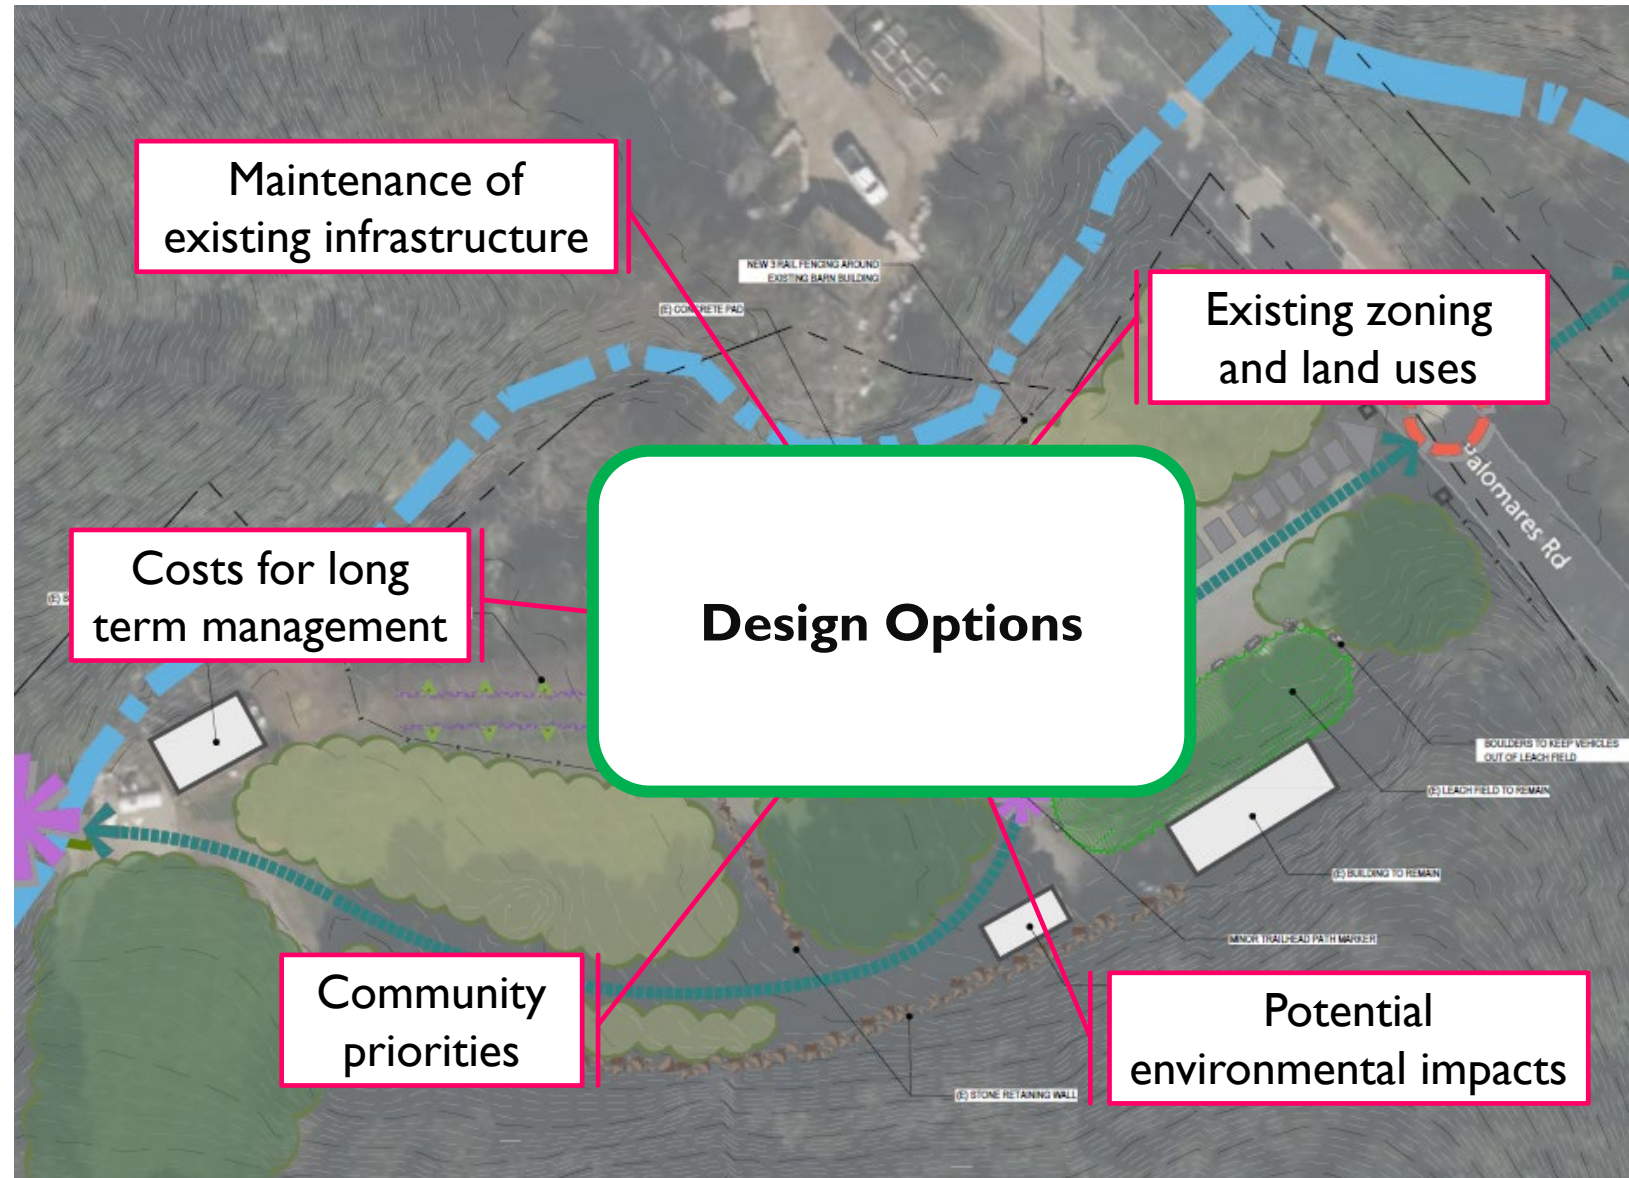 Maintenance of
existing infrastructure
NEW 3 RAIL FENCING AROUND
EXISTING BARN BUILDING
(E) CONCRETE PAD
Existing zoning
and land uses
Palomares Rd
Costs for long
term management
(E)
Design Options
BOULDERS TO KEEP VEHICLES
OUT OF LEACH FIELD
(E) LEACH FIELD TO REMAIN
(E) BUILDING TO REMAIN
MINOR TRAILHEAD PATH MARKER
Community
priorities
Potential
environmental impacts
(E) STONE RETAINING WALL